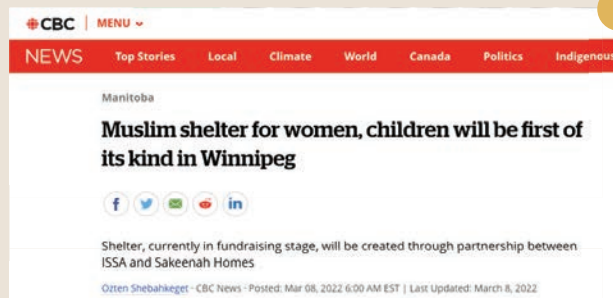 CBC MENU
NEWS Top Stories Local Climate World Canada Politics Indigenous
Manitoba
Muslim shelter for women, children will be first of
its kind in Winnipeg
Shelter, currently in fundraising stage, will be created through partnership between
ISSA and Sakeenah Homes
Ozten Shebahkeget · CBC News · Posted: Mar 08, 2022 6:00 AM EST | Last Updated: March 8, 2022